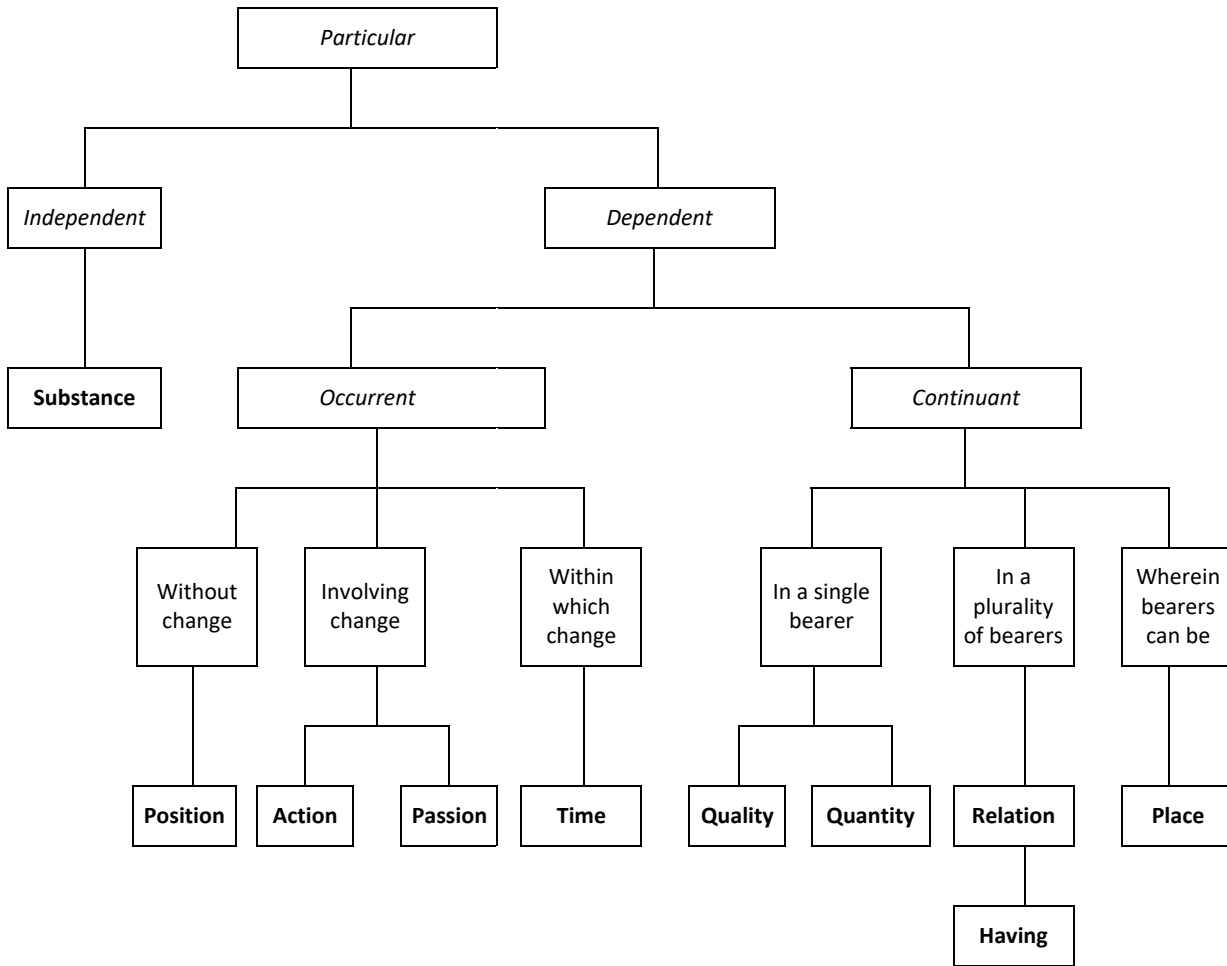 Particular
Independent
Dependent
Substance
Occurrent
Continuant
Without
change
Involving
change
Within
which
change
In a single
bearer
In a
plurality
of bearers
Wherein
bearers
can be
Position
Action
Passion
Time
Quality
Quantity
Relation
Place
Having